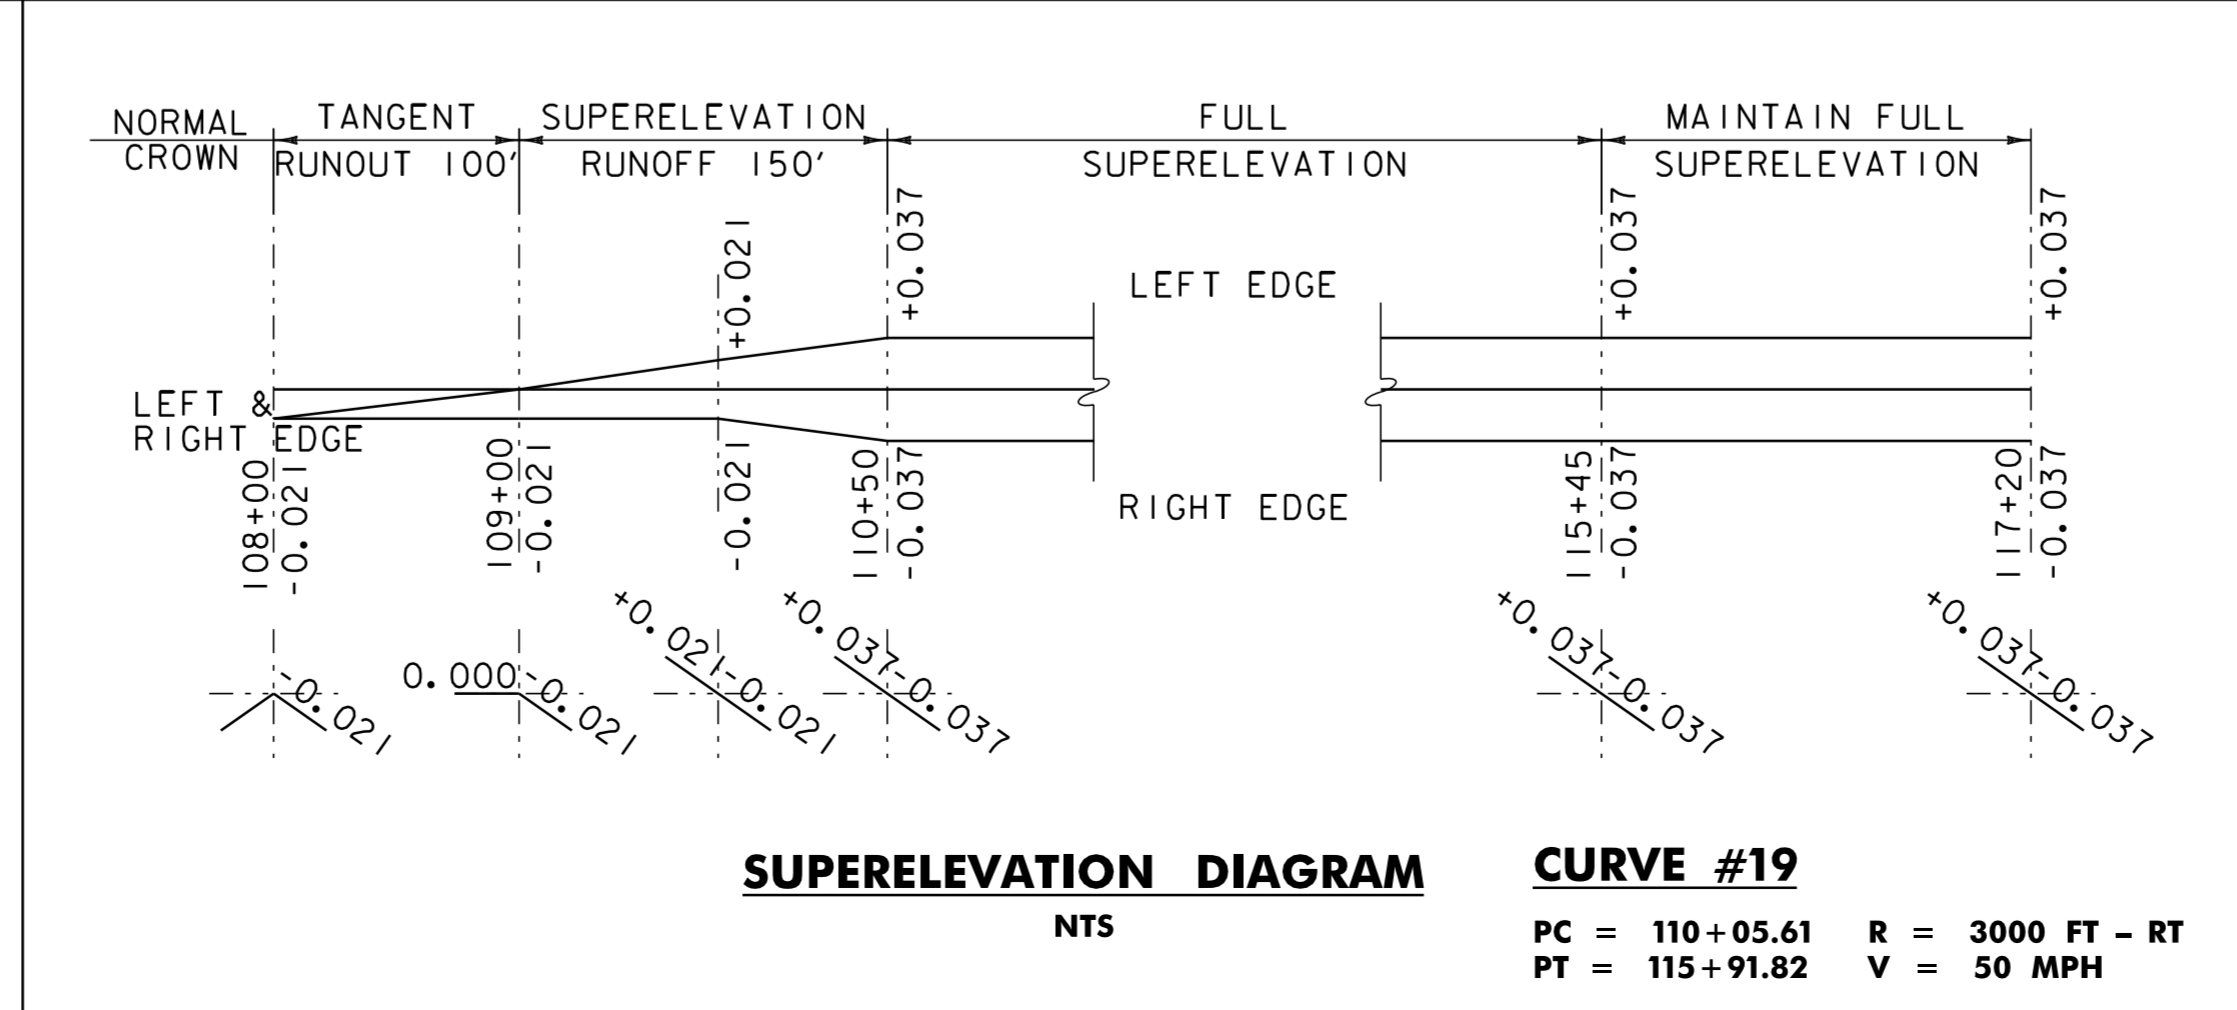 NORMAL
CROWN
TANGENT
RUNOUT 100'
SUPERELEVATION
RUNOFF 150'
FULL
SUPERELEVATION
MAINTAIN FULL
SUPERELEVATION
+0.021
+0.037
+0.037
+0.037
LEFT EDGE
LEFT &
RIGHT EDGE
RIGHT EDGE
108+00
-0.021
109+00
-0.021
-0.021
110+50
-0.037
115+45
-0.037
117+20
-0.037
-0.021
0.000
-0.021
+0.021
-0.021
+0.037
-0.037
+0.037
-0.037
+0.037
-0.037
SUPERELEVATION DIAGRAM
NTS
CURVE #19
PC = 110+05.61 R = 3000 FT – RT
PT = 115+91.82 V = 50 MPH